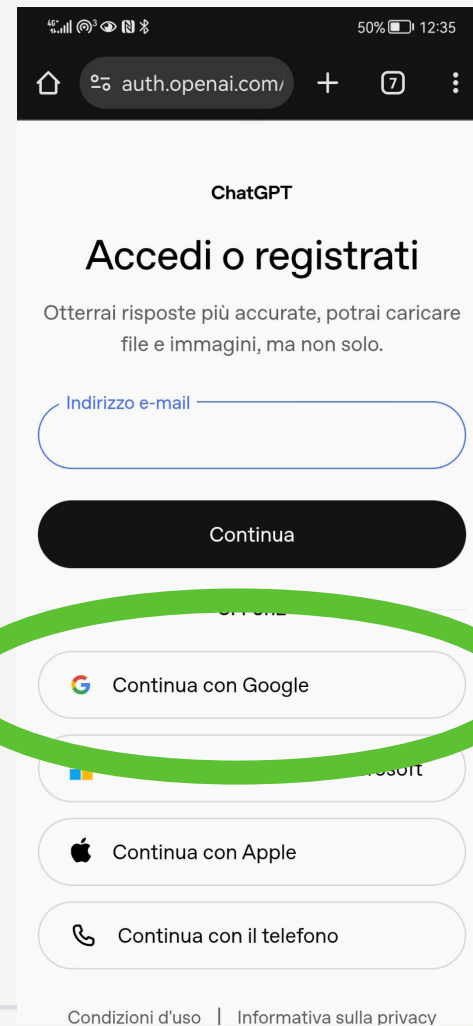 46+
50% 12:35
auth.openai.com/
7
ChatGPT
Accedi o registrati
Otterrai risposte più accurate, potrai caricare
file e immagini, ma non solo.
Indirizzo e-mail
Continua
Continua con Google
Continua con Apple
Continua con il telefono
Condizioni d'uso | Informativa sulla privacy